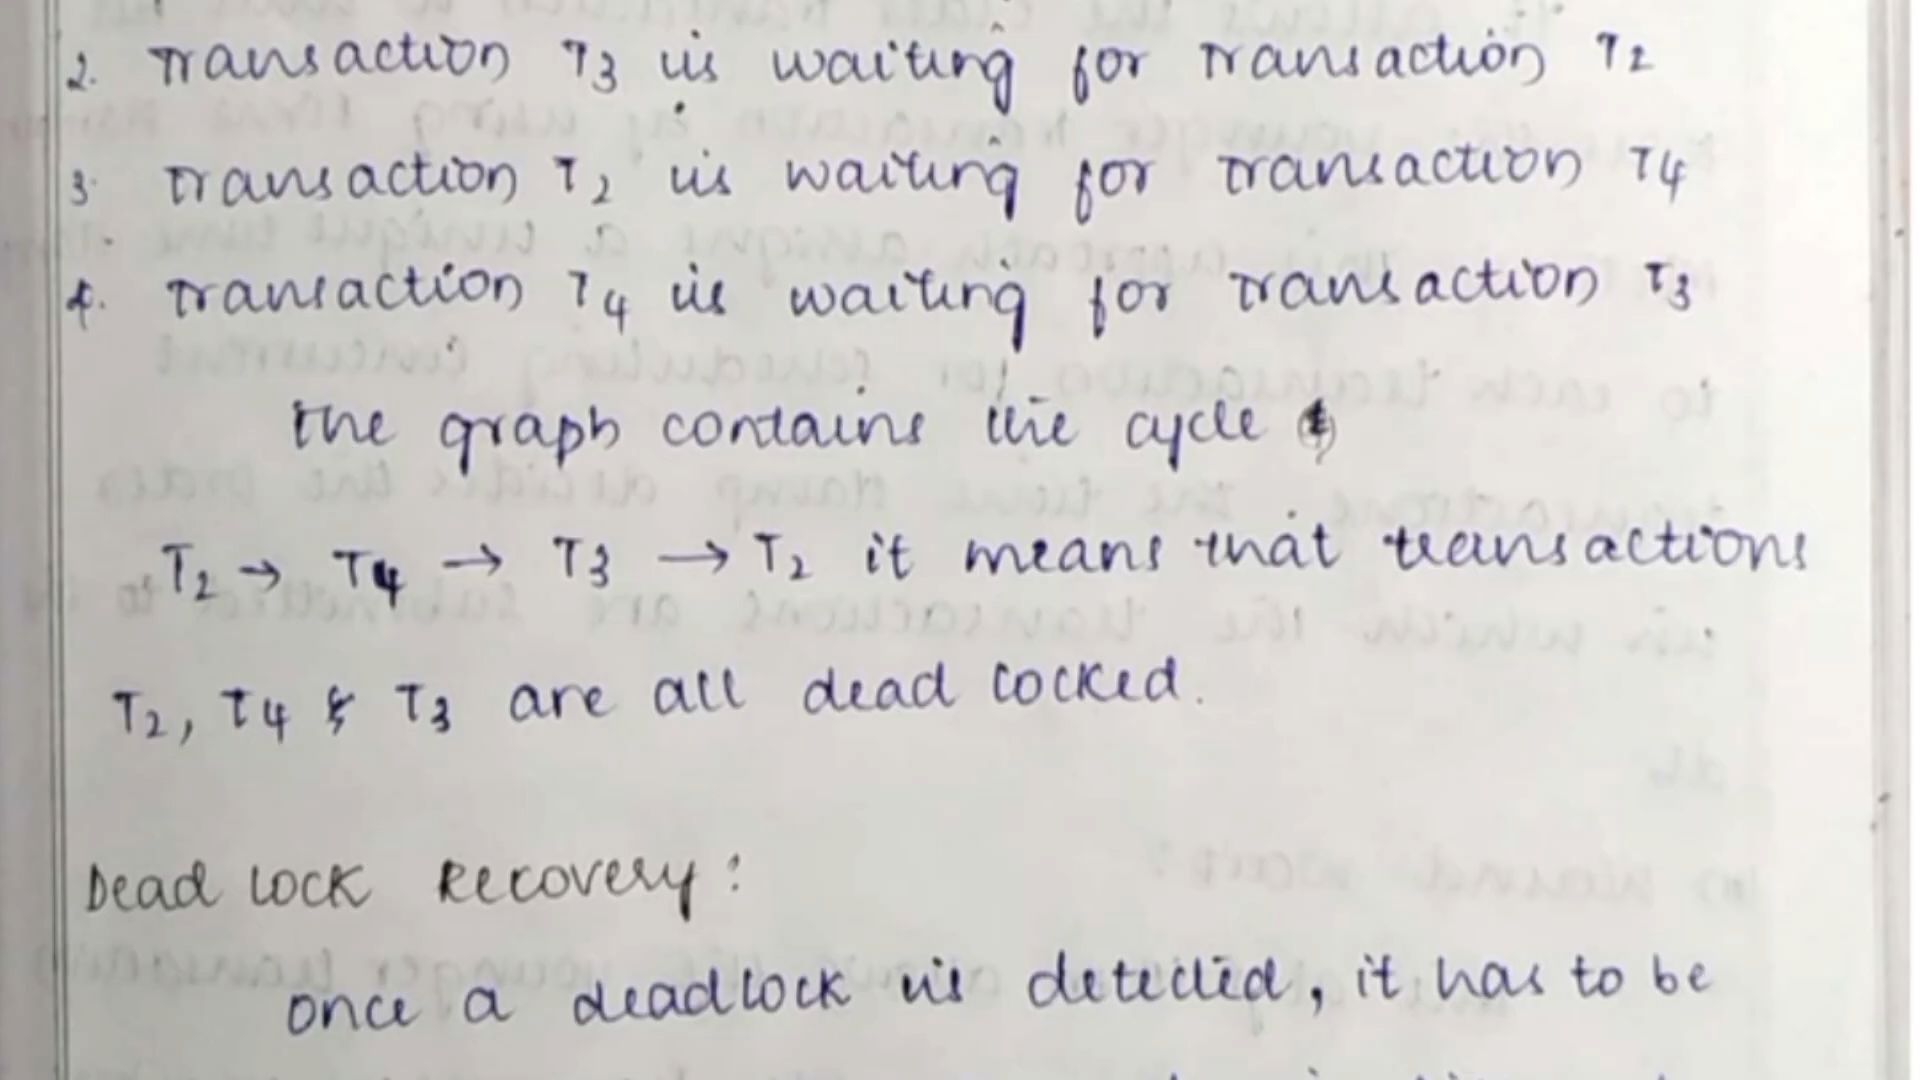 2. Transaction T3 is waiting for transaction T2
3. transaction T2 is waiting for transaction T4
4. transaction T4 is waiting for transaction T3
the graph contains the cycle
T2 → T4 → T3 → T2 it means that transactions
T2, T4 & T3 are all dead locked.
Dead lock Recovery:
once a deadlock is detected, it has to be